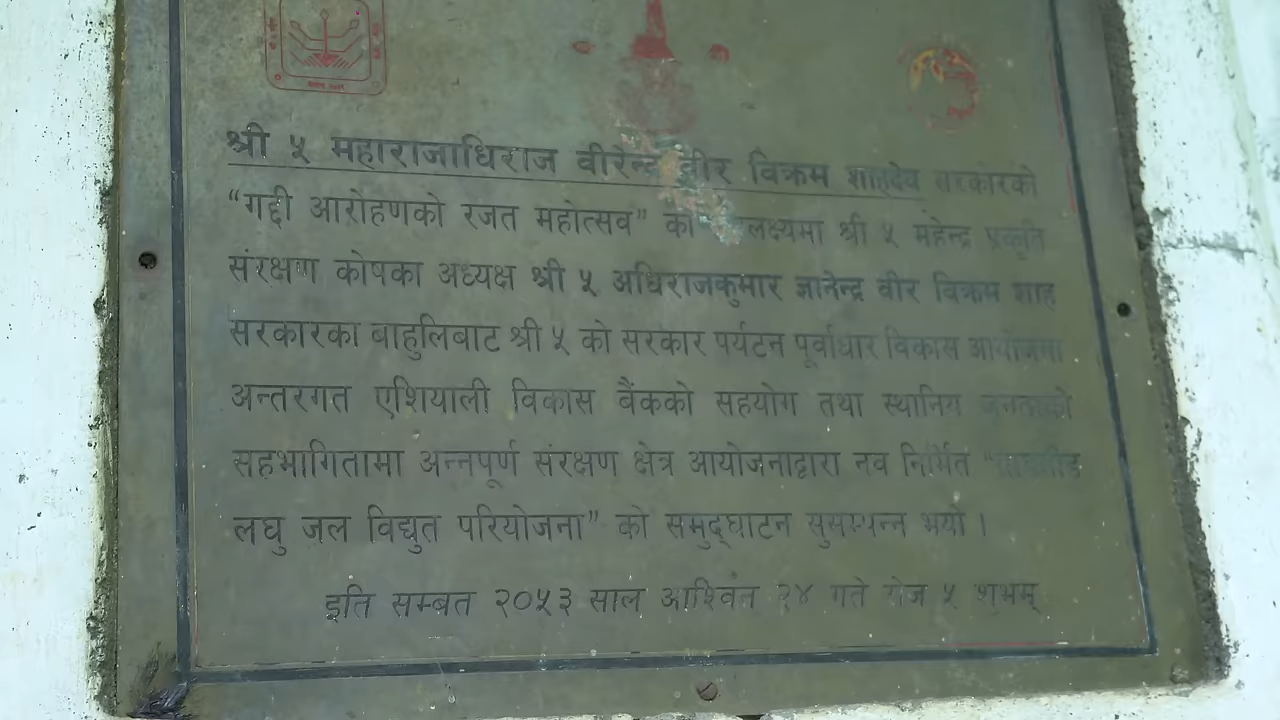 श्री ५ महाराजाधिराज वीरेन्द्र वीर विक्रम शाहदेव सरकारको
“गद्दी आरोहणको रजत महोत्सव” को लक्ष्यमा श्री ५ महेन्द्र प्रकृति
संरक्षण कोषका अध्यक्ष श्री ५ अधिराजकुमार ज्ञानेन्द्र वीर विक्रम शाह
सरकारका बाहुलिबाट श्री ५ को सरकार पर्यटन पूर्वाधार विकास आयोजना
अन्तरगत एशियाली विकास बैंकको सहयोग तथा स्थानिय जनताको
सहभागितामा अन्नपूर्ण संरक्षण क्षेत्र आयोजनाद्वारा नव निर्मित
लघु जल विद्युत परियोजना” को समुद्घाटन सुसम्पन्न भयो ।
इति सम्बत २०५३ साल आश्विन २४ गते रोज ५ शुभम्